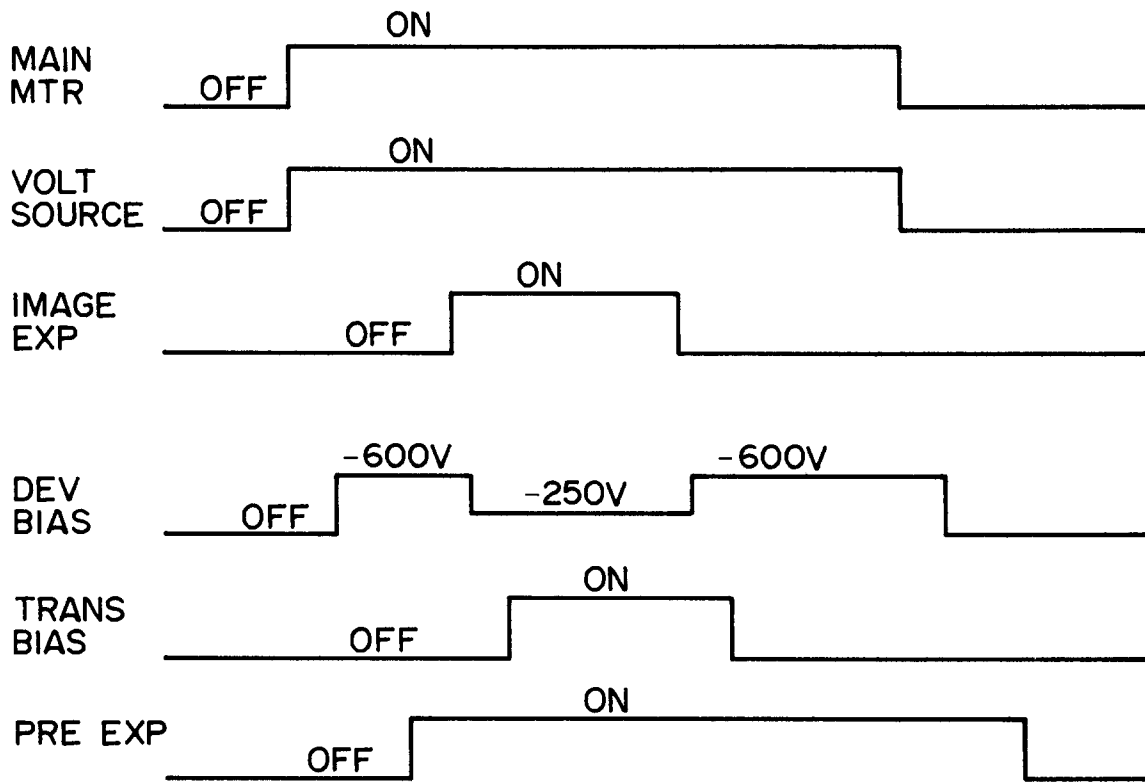 ON
MAIN
MTR
OFF
ON
VOLT
SOURCE
OFF
ON
IMAGE
EXP
OFF
-600V
-600V
-250V
DEV
BIAS
OFF
ON
TRANS
BIAS
OFF
ON
PRE EXP
OFF